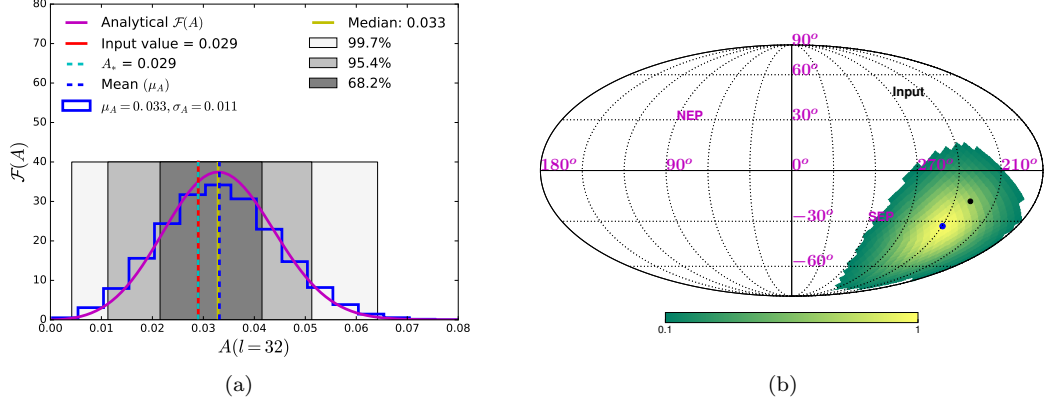 80
70
60
50
40
30
20
10
0
F(A)
Analytical F(A)
Input value = 0.029
A* = 0.029
Mean (μ_A)
μ_A = 0.033, σ_A = 0.011
Median: 0.033
99.7%
95.4%
68.2%
0.00 0.01 0.02 0.03 0.04 0.05 0.06 0.07 0.08
A(l = 32)
(a)
90°
60°
Input
NEP
30°
180° 90° 0° 270° 210°
SEP
−30°
−60°
0.1 1
(b)